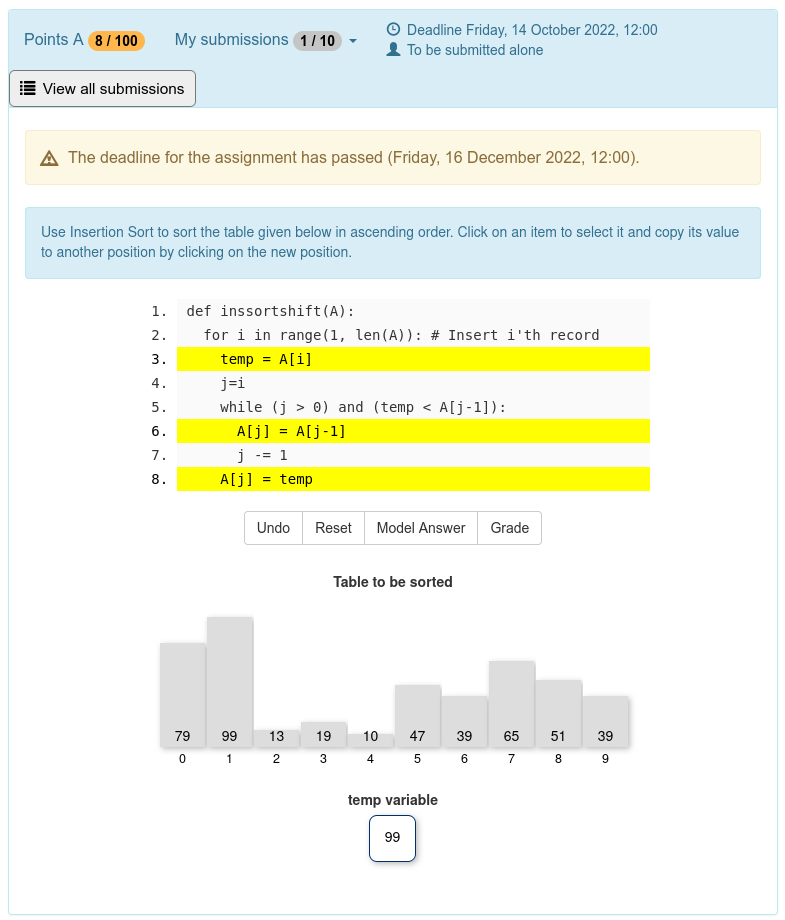 Points A 8 / 100 My submissions 1 / 10
Deadline Friday, 14 October 2022, 12:00
To be submitted alone
View all submissions
The deadline for the assignment has passed (Friday, 16 December 2022, 12:00).
Use Insertion Sort to sort the table given below in ascending order. Click on an item to select it and copy its value
to another position by clicking on the new position.
1. def inssortshift(A):
2.   for i in range(1, len(A)): # Insert i'th record
3.     temp = A[i]
4.     j=i
5.     while (j > 0) and (temp < A[j-1]):
6.       A[j] = A[j-1]
7.       j -= 1
8.     A[j] = temp
Undo Reset Model Answer Grade
Table to be sorted
79 99 13 19 10 47 39 65 51 39
0 1 2 3 4 5 6 7 8 9
temp variable
99